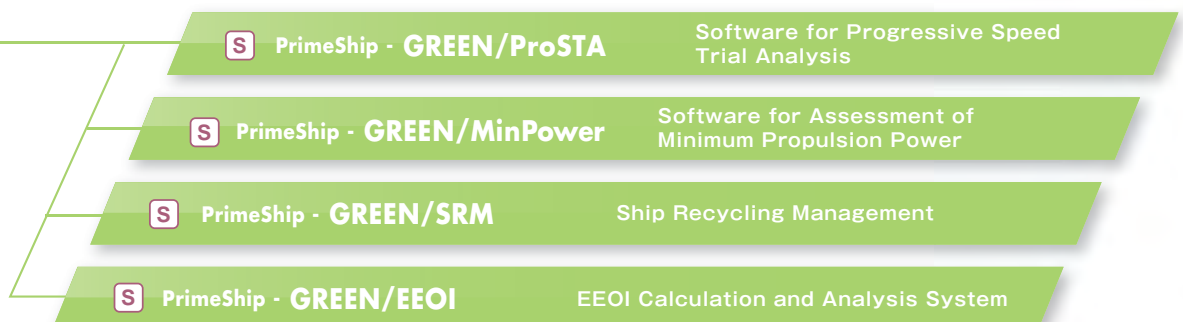 S PrimeShip - GREEN/ProSTA Software for Progressive Speed
Trial Analysis
S PrimeShip - GREEN/MinPower Software for Assessment of
Minimum Propulsion Power
S PrimeShip - GREEN/SRM Ship Recycling Management
S PrimeShip - GREEN/EEOI EEOI Calculation and Analysis System